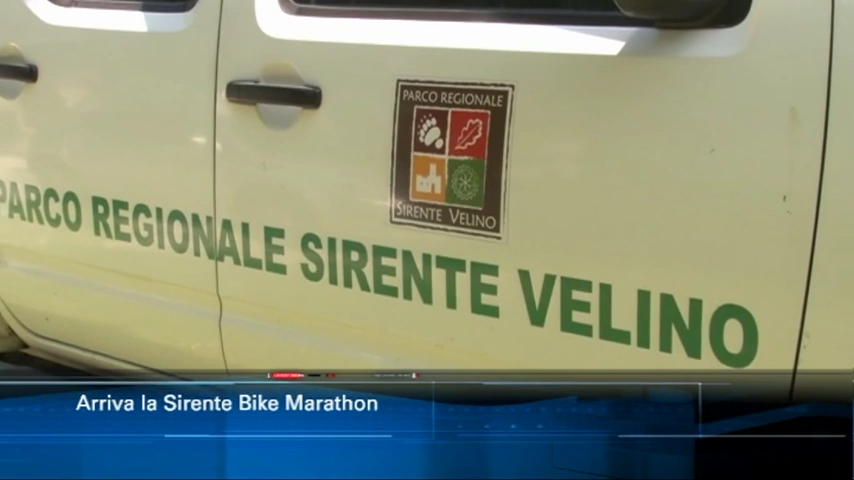 PARCO REGIONALE
SIRENTE VELINO
PARCO REGIONALE SIRENTE VELINO
Arriva la Sirente Bike Marathon